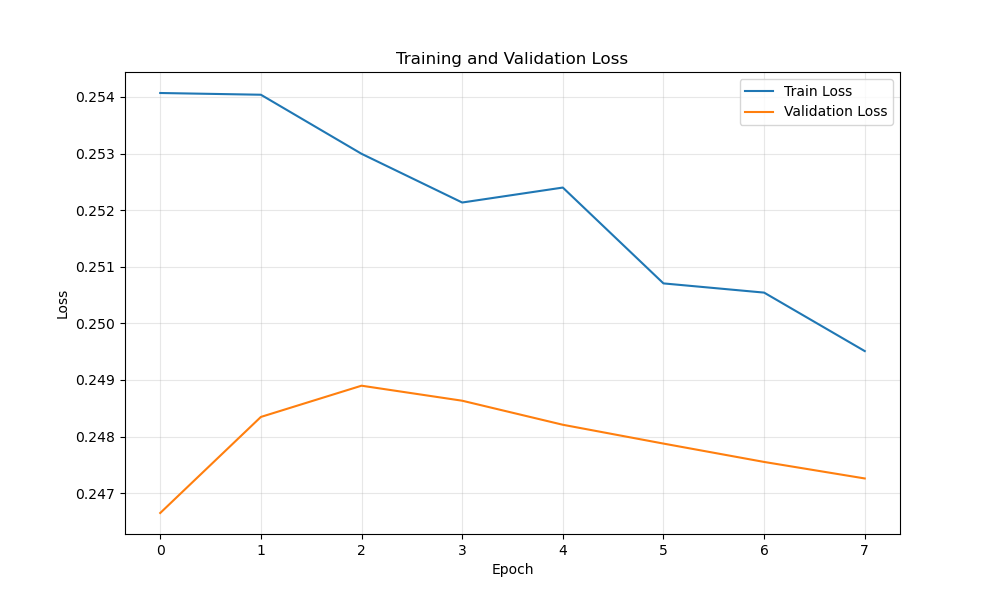 Training and Validation Loss
Train Loss
Validation Loss
0.254
0.253
0.252
0.251
0.250
0.249
0.248
0.247
Loss
0 1 2 3 4 5 6 7
Epoch